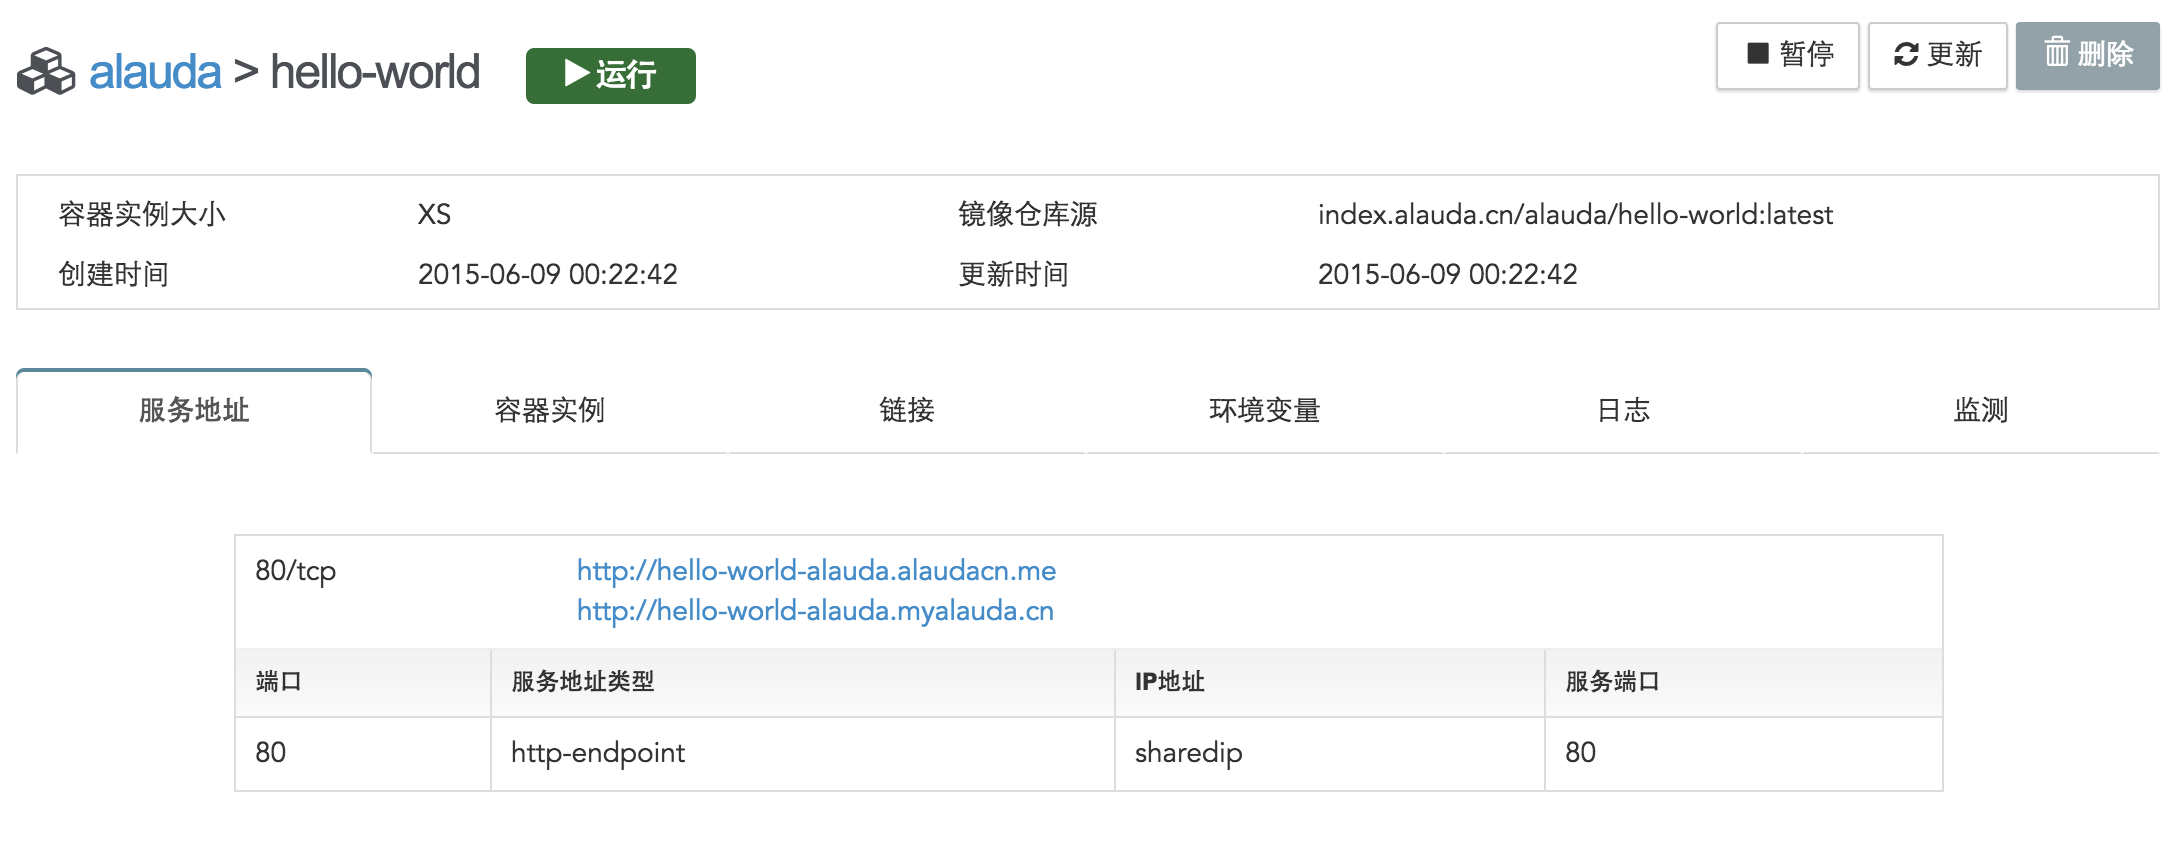 alauda > hello-world 运行 暂停 更新 删除
容器实例大小 XS 镜像仓库源 index.alauda.cn/alauda/hello-world:latest
创建时间 2015-06-09 00:22:42 更新时间 2015-06-09 00:22:42
服务地址 容器实例 链接 环境变量 日志 监测
80/tcp http://hello-world-alauda.alaudacn.me
http://hello-world-alauda.myalauda.cn
端口 服务地址类型 IP地址 服务端口
80 http-endpoint sharedip 80